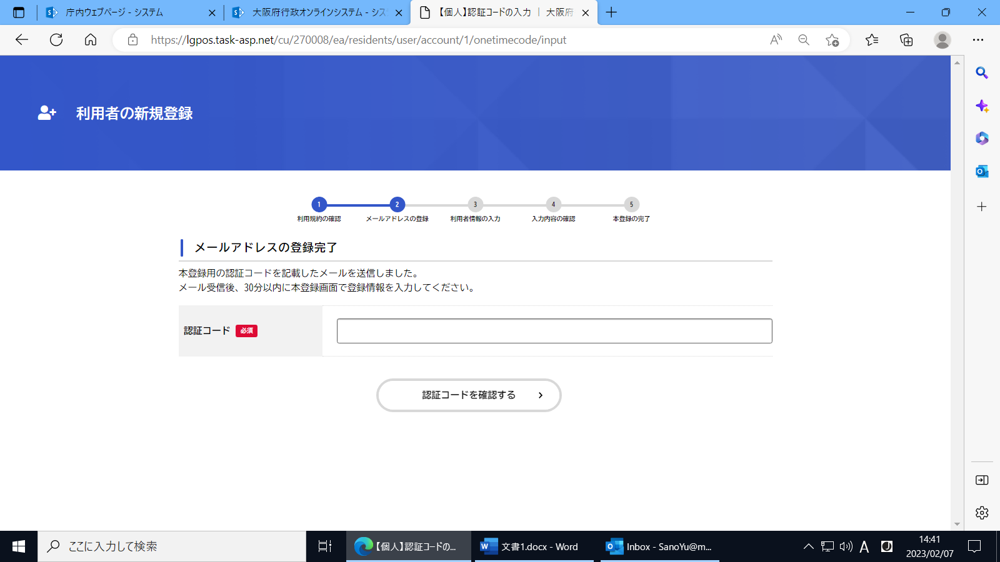 庁内ウェブページ - システム
大阪府行政オンラインシステム - シス
【個人】認証コードの入力 ｜ 大阪府
https://lgpos.task-asp.net/cu/270008/ea/residents/user/account/1/onetimecode/input
利用者の新規登録
1 2 3 4 5
利用規約の確認 メールアドレスの登録 利用者情報の入力 入力内容の確認 本登録の完了
メールアドレスの登録完了
本登録用の認証コードを記載したメールを送信しました。
メール受信後、30分以内に本登録画面で登録情報を入力してください。
認証コード 必須
認証コードを確認する
ここに入力して検索
【個人】認証コードの...
文書1.docx - Word
Inbox - SanoYu@m...
A
14:41
2023/02/07